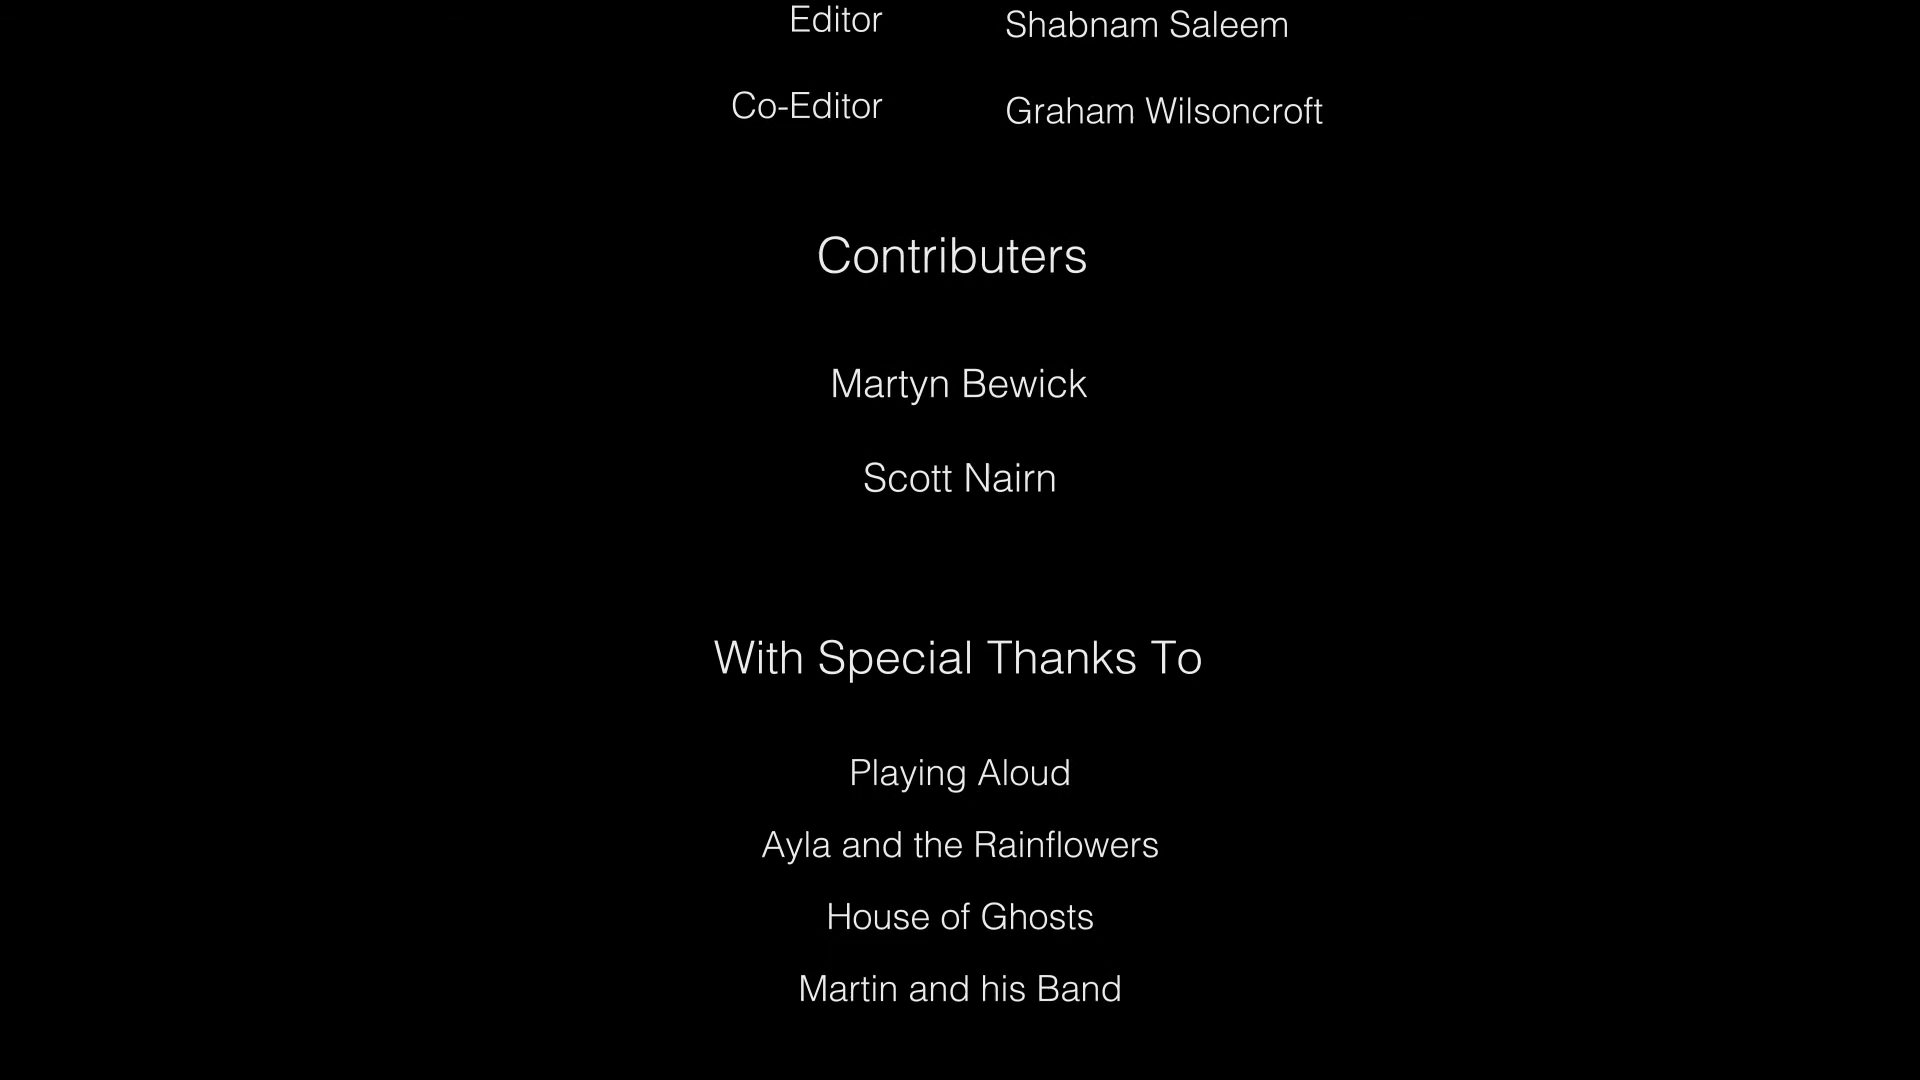 Editor Shabnam Saleem
Co-Editor Graham Wilsoncroft
Contributers
Martyn Bewick
Scott Nairn
With Special Thanks To
Playing Aloud
Ayla and the Rainflowers
House of Ghosts
Martin and his Band